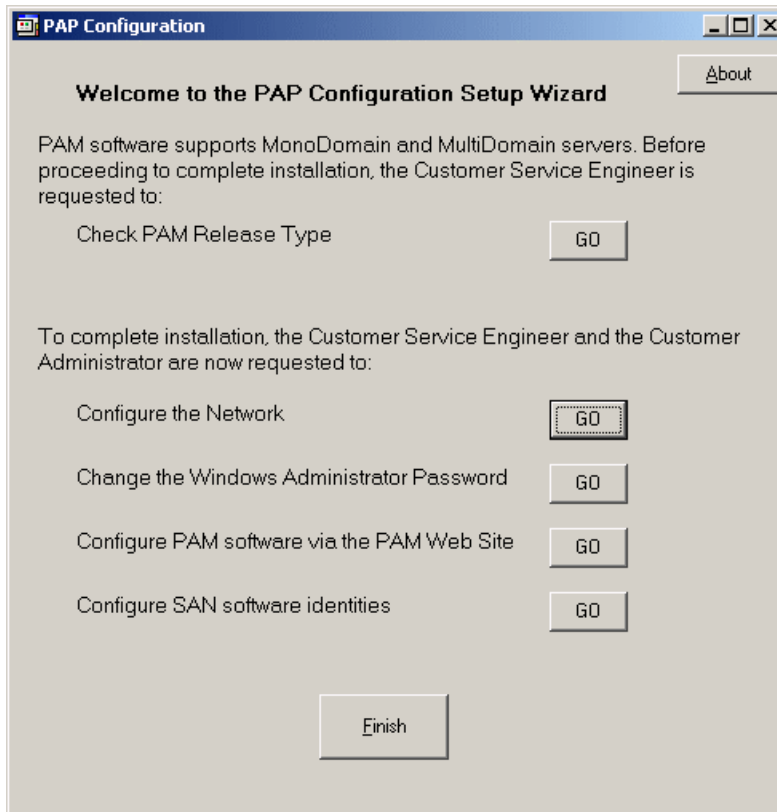 PAP Configuration
About
Welcome to the PAP Configuration Setup Wizard
PAM software supports MonoDomain and MultiDomain servers. Before
proceeding to complete installation, the Customer Service Engineer is
requested to:
Check PAM Release Type GO
To complete installation, the Customer Service Engineer and the Customer
Administrator are now requested to:
Configure the Network GO
Change the Windows Administrator Password GO
Configure PAM software via the PAM Web Site GO
Configure SAN software identities GO
Finish